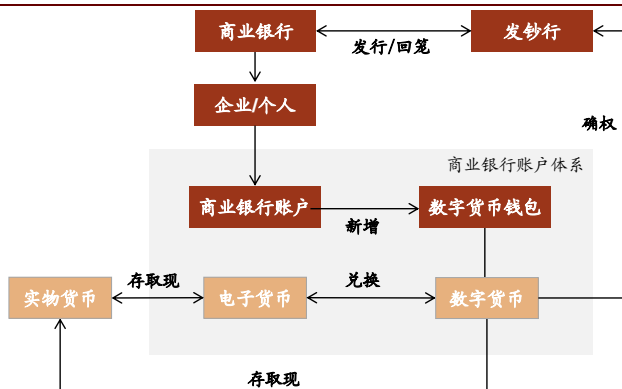 商业银行
发行/回笼
发钞行
企业/个人
确权
商业银行账户体系
商业银行账户
新增
数字货币钱包
实物货币
存取现
电子货币
兑换
数字货币
存取现